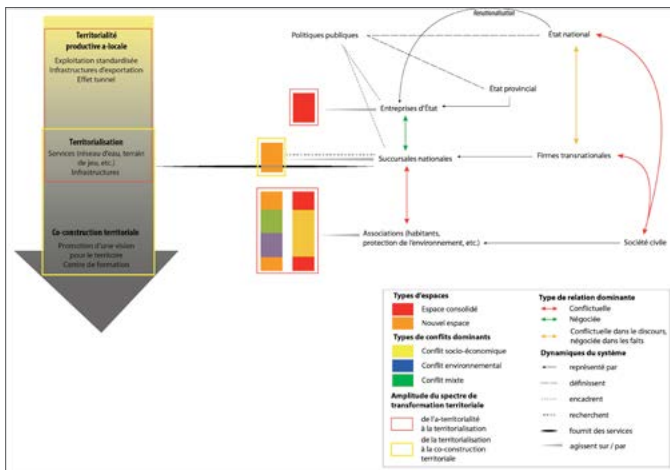 Territorialité
productive a-locale
Exploitation standardisée
Infrastructures d'exportation
Effet tunnel
Territorialisation
Services (réseau d'eau, terrain
de jeu, etc.)
Infrastructures
Co-construction territoriale
Promotion d'une vision
pour le territoire
Centre de formation
Politiques publiques
État national
État provincial
Entreprises d'État
Succursales nationales
Firmes transnationales
Associations (habitants,
protection de l'environnement, etc.)
Société civile
Types d'espaces
Espace consolidé
Nouvel espace
Types de conflits dominants
Conflit socio-économique
Conflit environnemental
Conflit mixte
Amplitude du spectre de
transformation territoriale
de l'a-territorialité
à la territorialisation
de la territorialisation
à la co-construction
territoriale
Type de relation dominante
Conflictuelle
Négociée
Conflictuelle dans le discours,
négociée dans les faits
Dynamiques du système
représenté par
définissent
encadrent
recherchent
fournit des services
agissent sur / par